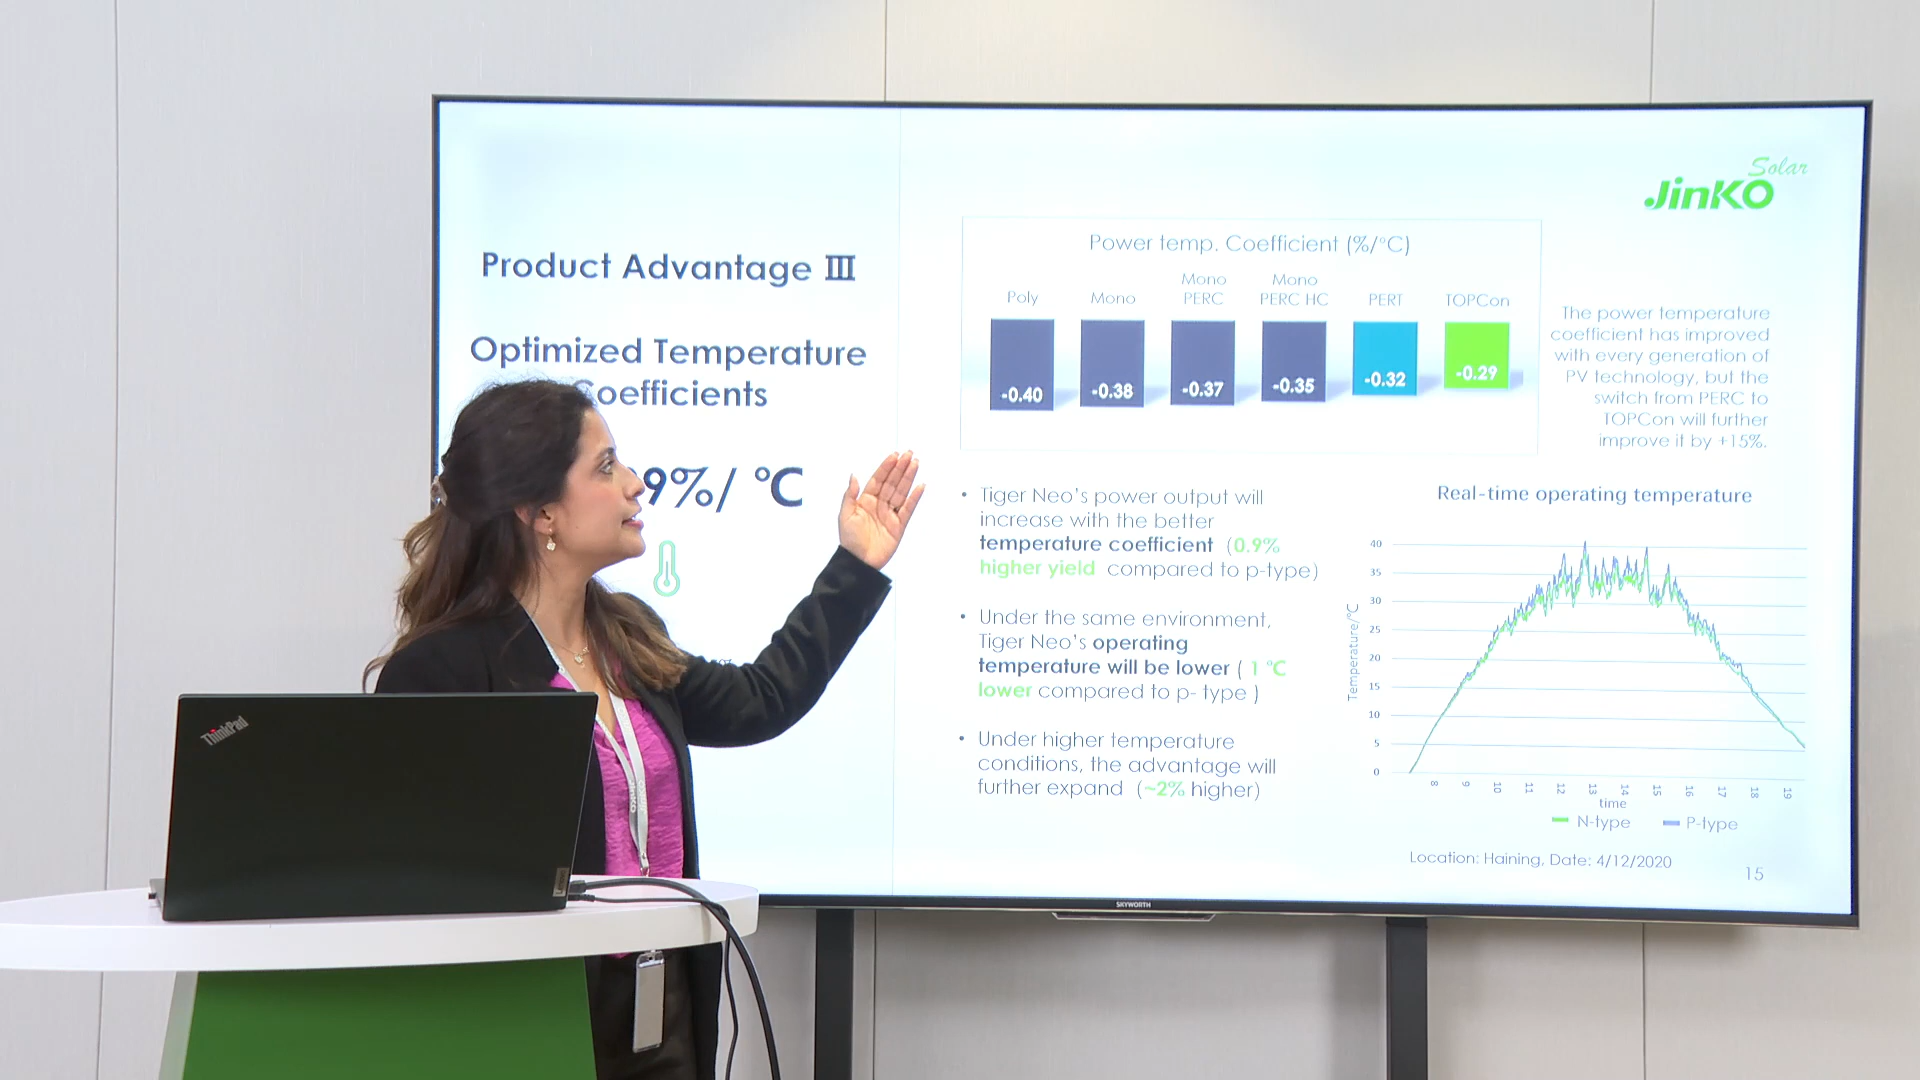 Solar
JinKO
Product Advantage III
Optimized Temperature
Coefficients
9%/ °C
Power temp. Coefficient (%/°C)
Poly
Mono
Mono
PERC
Mono
PERC HC
PERT
TOPCon
-0.40
-0.38
-0.37
-0.35
-0.32
-0.29
The power temperature
coefficient has improved
with every generation of
PV technology, but the
switch from PERC to
TOPCon will further
improve it by +15%.
• Tiger Neo's power output will
increase with the better
temperature coefficient (0.9%
higher yield compared to p-type)
• Under the same environment,
Tiger Neo's operating
temperature will be lower ( 1 °C
lower compared to p- type )
• Under higher temperature
conditions, the advantage will
further expand (~2% higher)
Real-time operating temperature
Temperature/°C
40
35
30
25
20
15
10
5
0
8 9 10 11 12 13 14 15 16 17 18 19
time
N-type P-type
Location: Haining, Date: 4/12/2020
15
SKYWORTH
ThinkPad
Lenovo